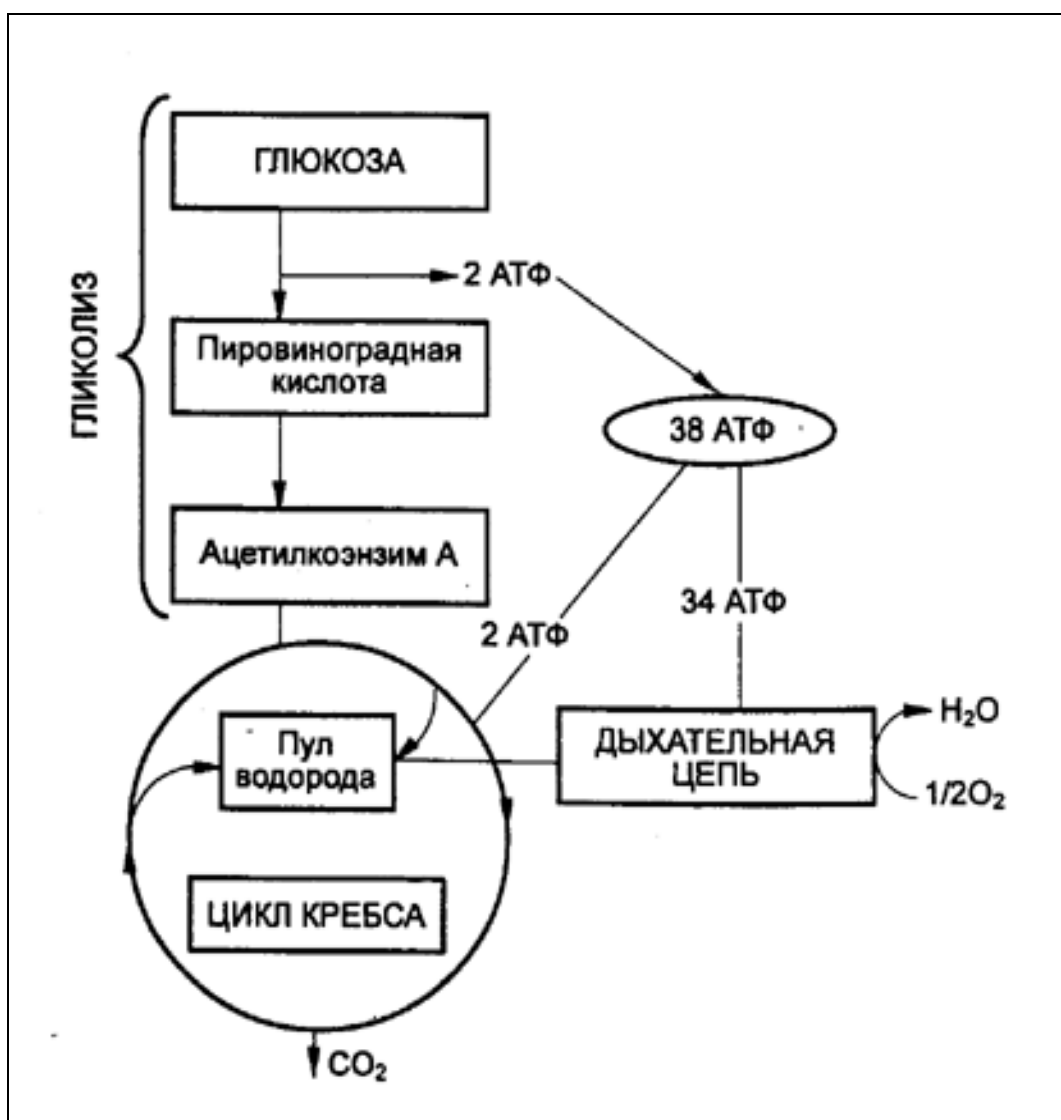 ГЛЮКОЗА
2 АТФ
ГЛИКОЛИЗ
Пировиноградная
кислота
38 АТФ
Ацетилкоэнзим А
34 АТФ
2 АТФ
Пул
водорода
ДЫХАТЕЛЬНАЯ
ЦЕПЬ
H₂O
1/2O₂
ЦИКЛ КРЕБСА
CO₂